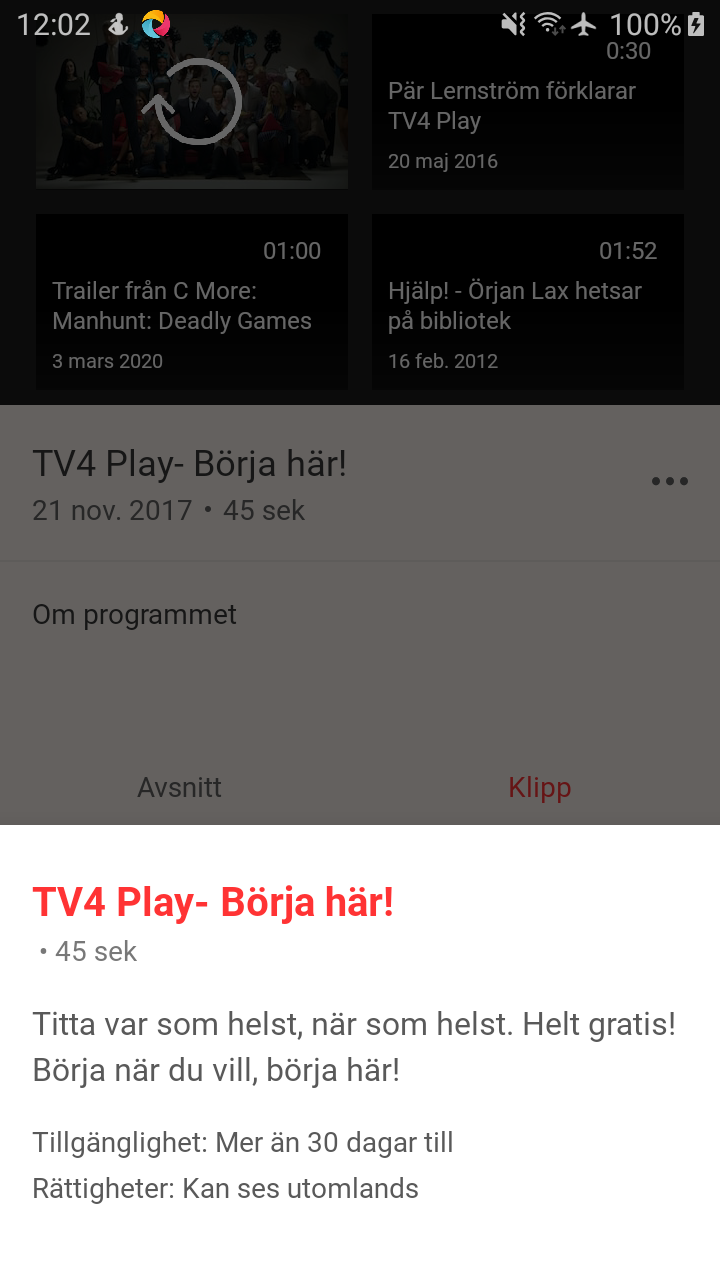 12:02
100%
0:30
Pär Lernström förklarar
TV4 Play
20 maj 2016
01:00
Trailer från C More:
Manhunt: Deadly Games
3 mars 2020
01:52
Hjälp! - Örjan Lax hetsar
på bibliotek
16 feb. 2012
TV4 Play- Börja här!
21 nov. 2017 • 45 sek
Om programmet
Avsnitt
Klipp
TV4 Play- Börja här!
• 45 sek
Titta var som helst, när som helst. Helt gratis!
Börja när du vill, börja här!
Tillgänglighet: Mer än 30 dagar till
Rättigheter: Kan ses utomlands